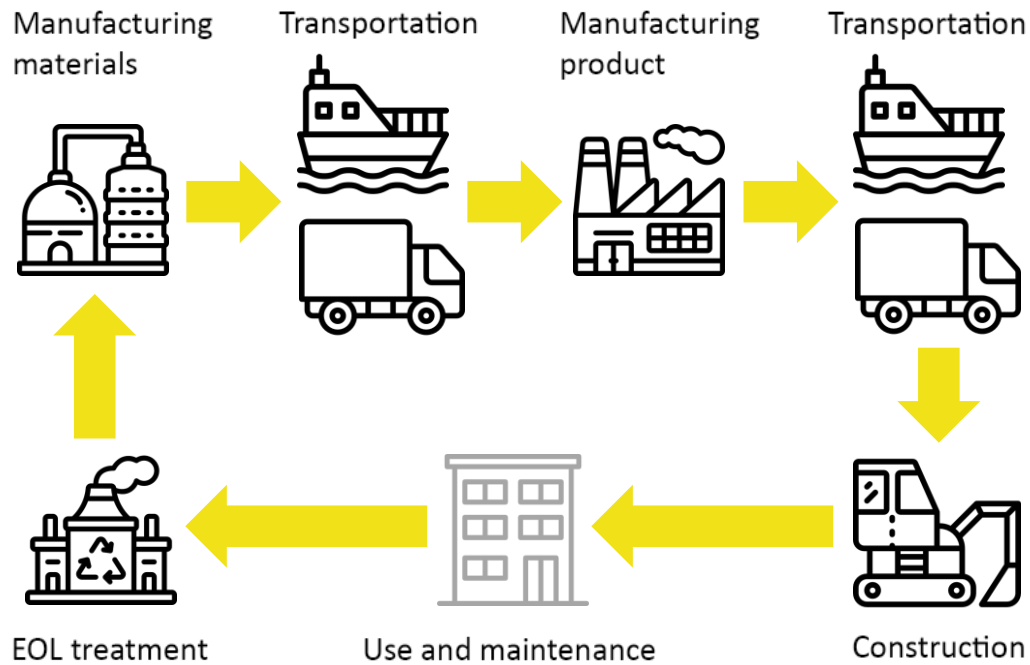 Manufacturing
materials
Transportation
Manufacturing
product
Transportation
EOL treatment
Use and maintenance
Construction